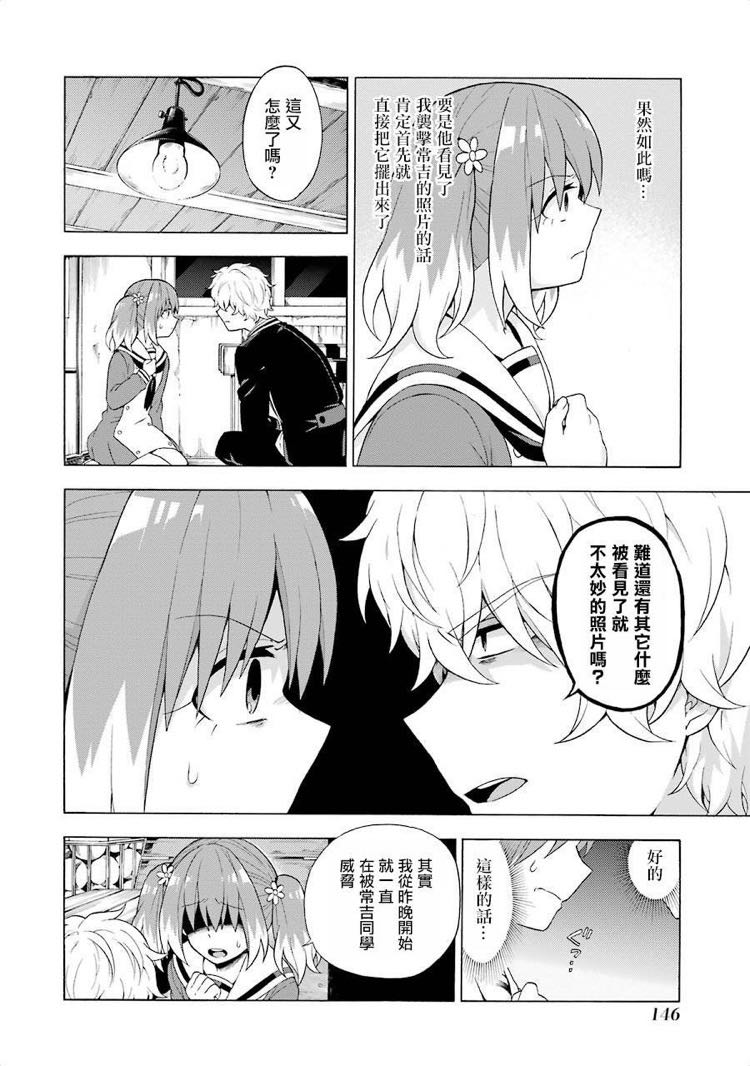 果然如此嗎…
要是他看見了
我襲擊常吉的照片的話
肯定首先就
直接把它擺出來了
這又
怎麼了嗎？
難道還有其它什麼
被看見了就
不太妙的照片嗎？
好的
這樣的話…
ぐっ
其實
我從昨晚開始
就一直
在被常吉同學
威脅
146